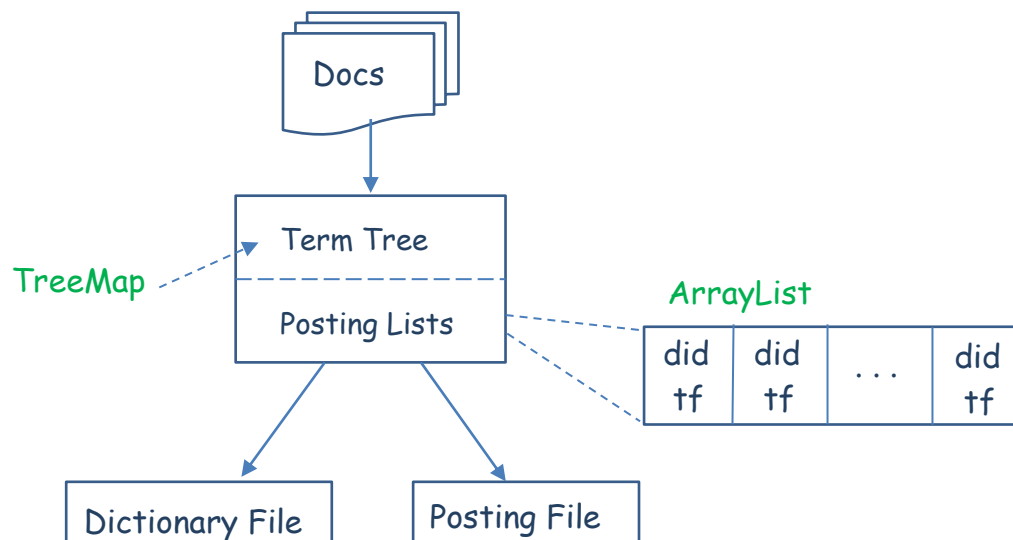 Docs
Term Tree
TreeMap
Posting Lists
ArrayList
did did . . . did
tf tf tf
Dictionary File
Posting File